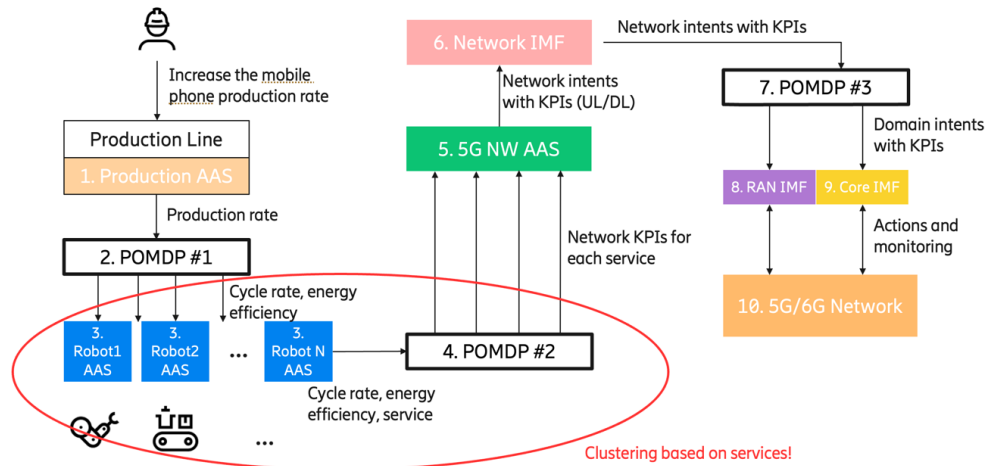 Increase the mobile
phone production rate
Production Line
1. Production AAS
Production rate
2. POMDP #1
Cycle rate, energy
efficiency
3.
Robot1
AAS
3.
Robot2
AAS
...
3.
Robot N
AAS
Cycle rate, energy
efficiency, service
...
4. POMDP #2
Network KPIs for
each service
5. 5G NW AAS
Network intents
with KPIs (UL/DL)
6. Network IMF
Network intents with KPIs
7. POMDP #3
Domain intents
with KPIs
8. RAN IMF
9. Core IMF
Actions and
monitoring
10. 5G/6G Network
Clustering based on services!